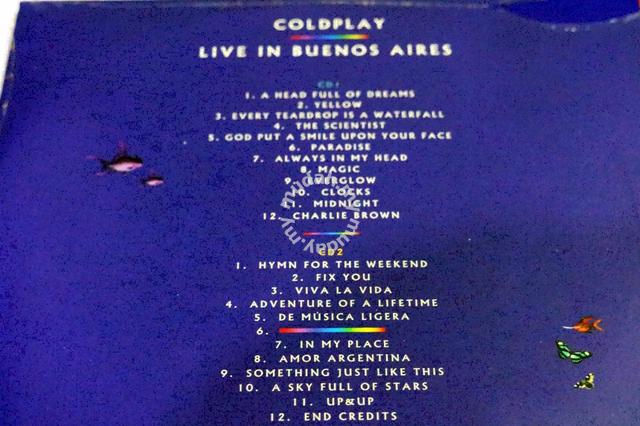 COLDPLAY
LIVE IN BUENOS AIRES
CD1
1. A HEAD FULL OF DREAMS
2. YELLOW
3. EVERY TEARDROP IS A WATERFALL
4. THE SCIENTIST
5. GOD PUT A SMILE UPON YOUR FACE
6. PARADISE
7. ALWAYS IN MY HEAD
8. MAGIC
9. EVERGLOW
10. CLOCKS
11. MIDNIGHT
12. CHARLIE BROWN
CD2
1. HYMN FOR THE WEEKEND
2. FIX YOU
3. VIVA LA VIDA
4. ADVENTURE OF A LIFETIME
5. DE MÚSICA LIGERA
6.
7. IN MY PLACE
8. AMOR ARGENTINA
9. SOMETHING JUST LIKE THIS
10. A SKY FULL OF STARS
11. UP&UP
12. END CREDITS
mudah.my